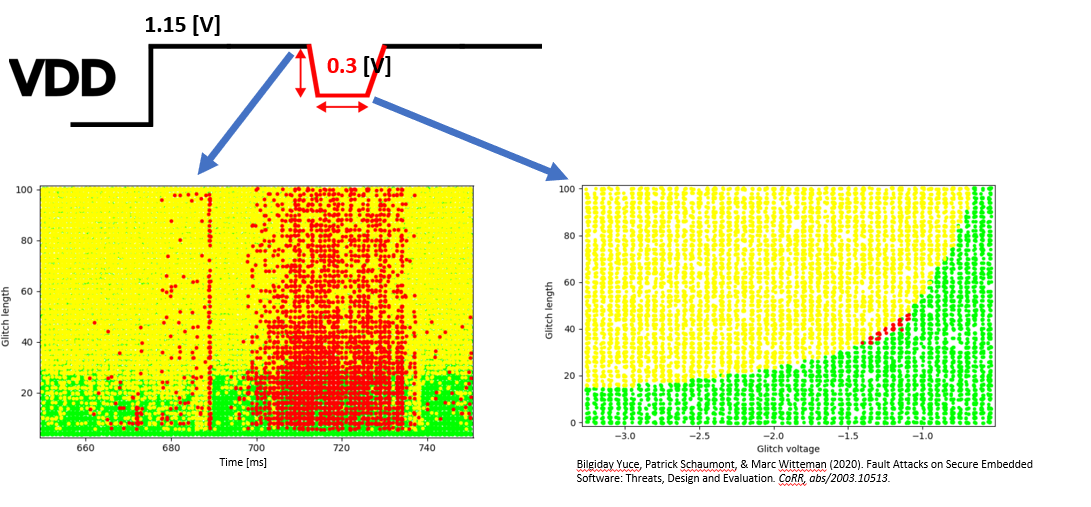 1.15 [V]
VDD
0.3 [V]
100
80
60
40
20
Glitch length
660
680
700
720
740
Time [ms]
100
80
60
40
20
0
Glitch length
−3.0
−2.5
−2.0
−1.5
−1.0
Glitch voltage
Bilgiday Yuce, Patrick Schaumont, & Marc Witteman (2020). Fault Attacks on Secure Embedded
Software: Threats, Design and Evaluation. CoRR, abs/2003.10513.